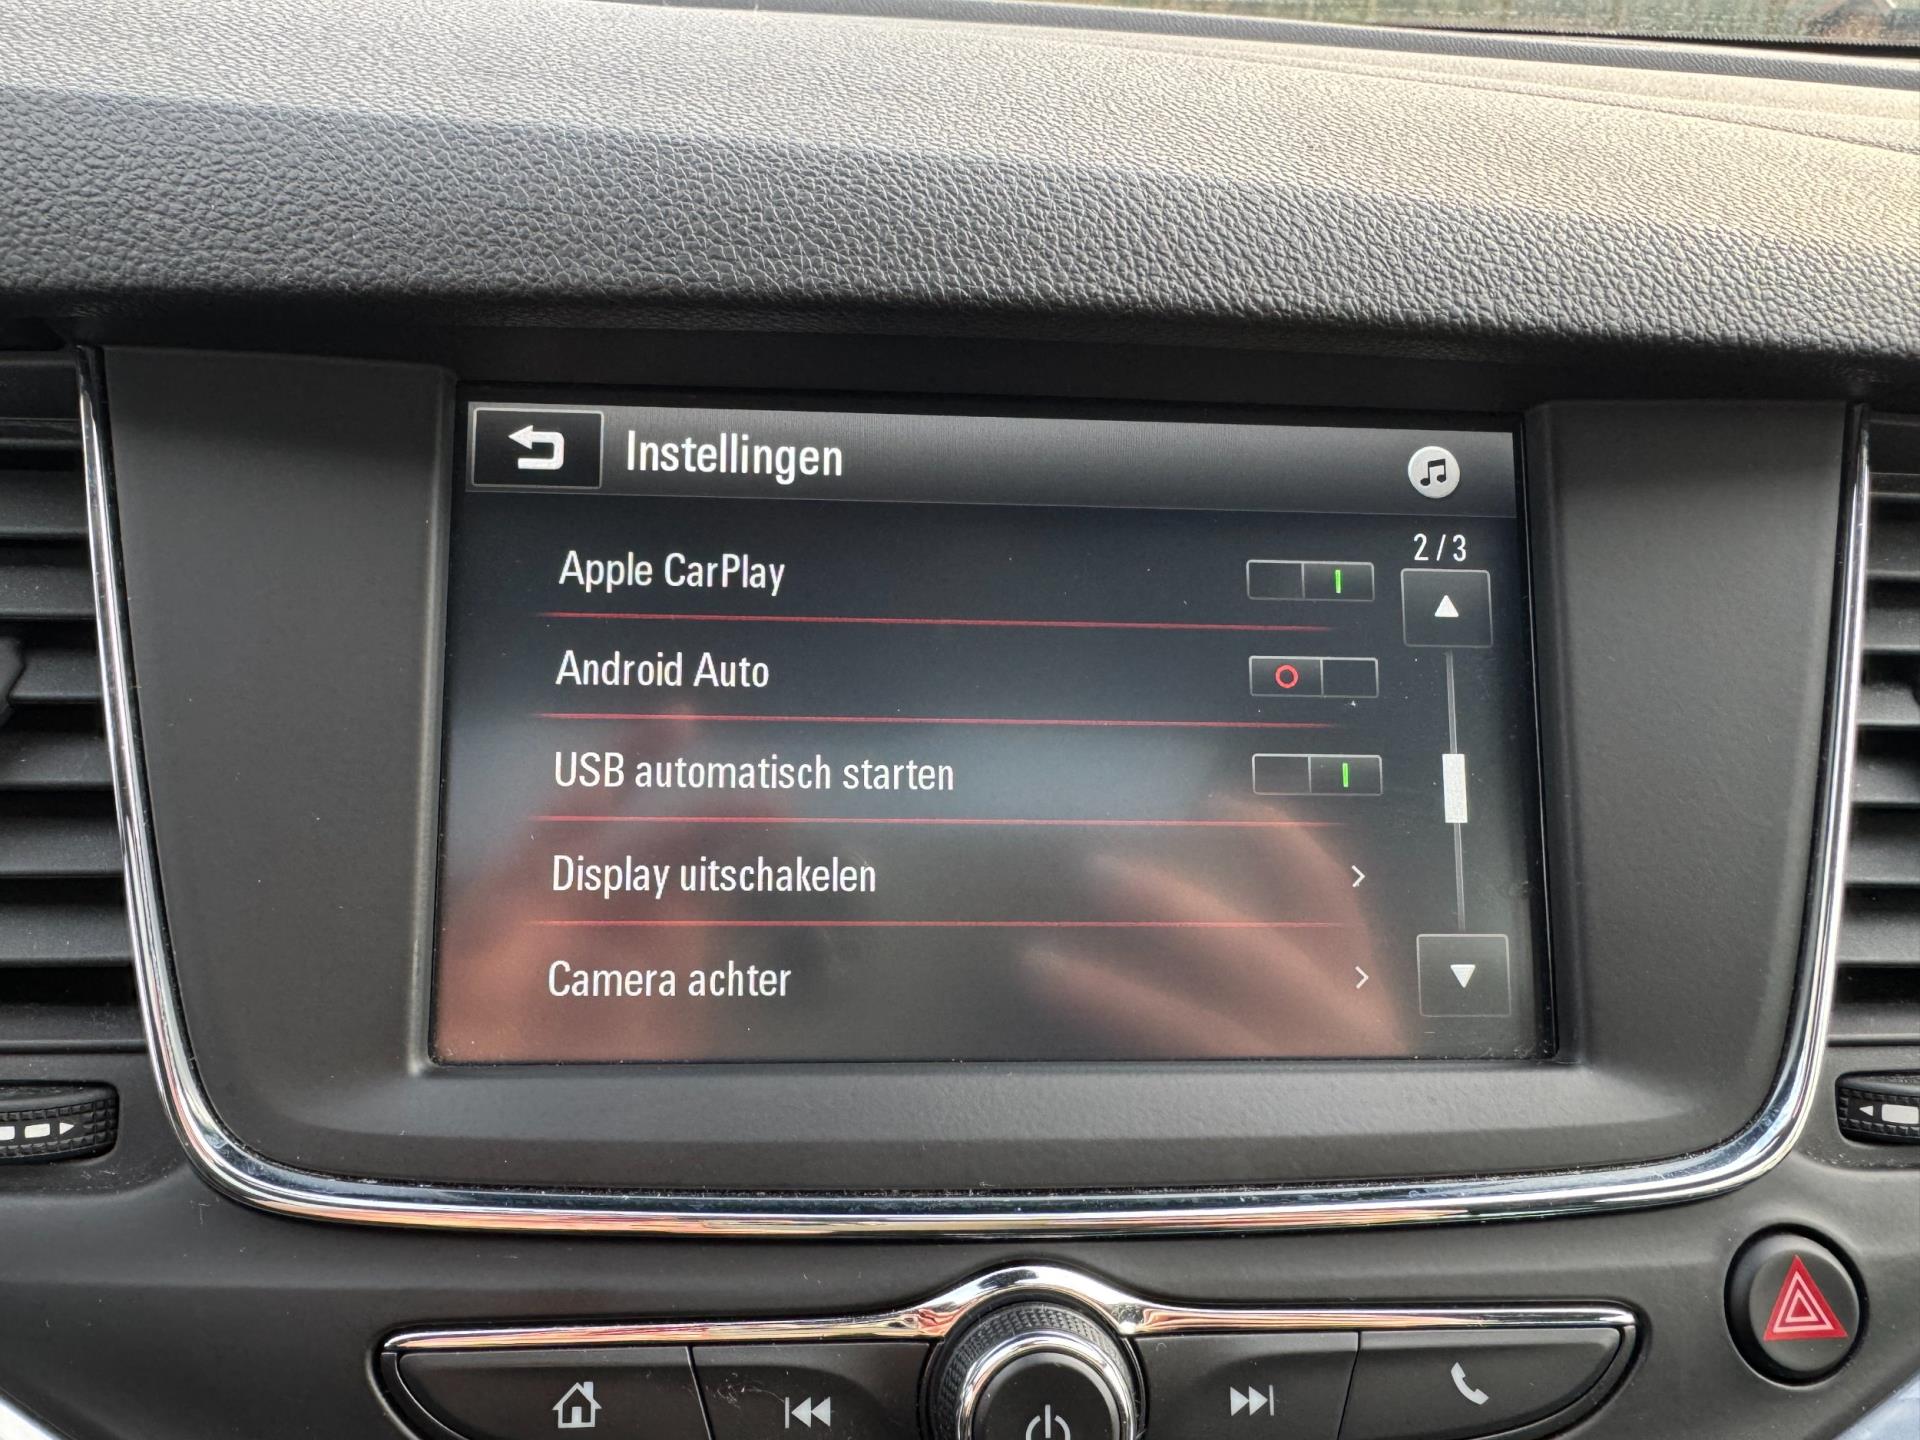 Instellingen
2/3
Apple CarPlay
Android Auto
USB automatisch starten
Display uitschakelen
Camera achter